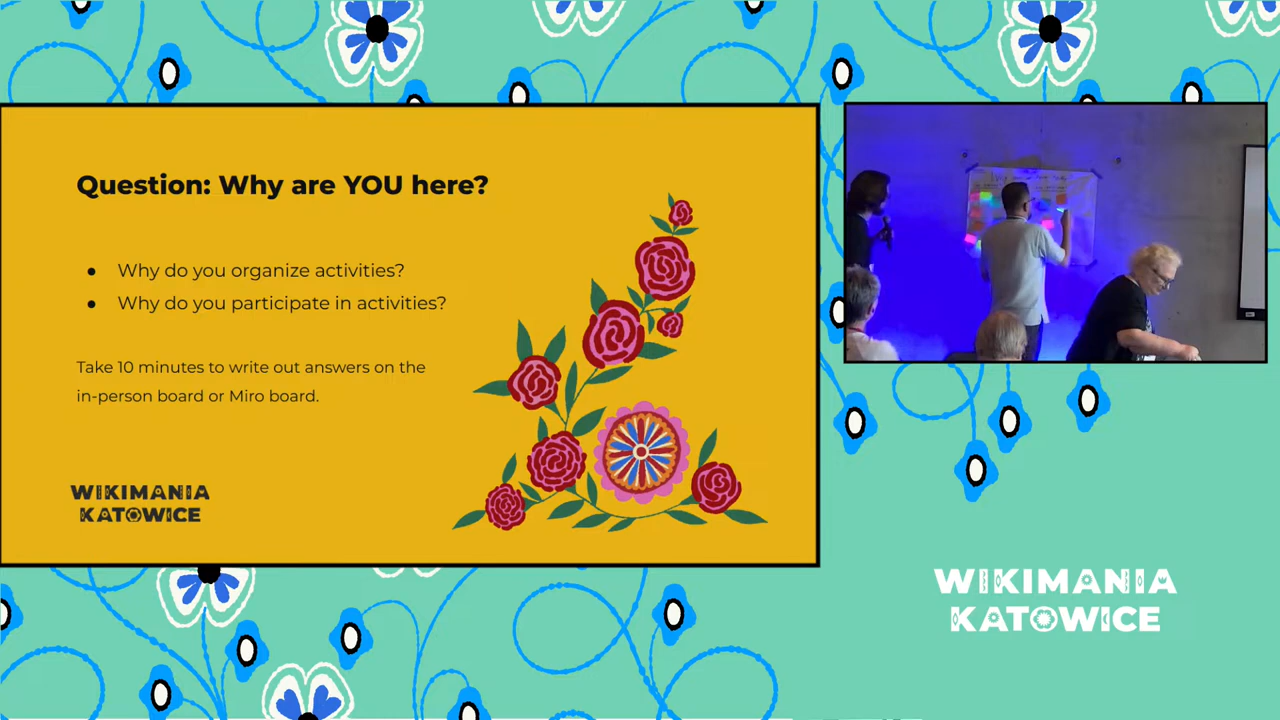 Question: Why are YOU here?
● Why do you organize activities?
● Why do you participate in activities?
Take 10 minutes to write out answers on the
in-person board or Miro board.
WIKIMANIA
KATOWICE
WIKIMANIA
KATOWICE